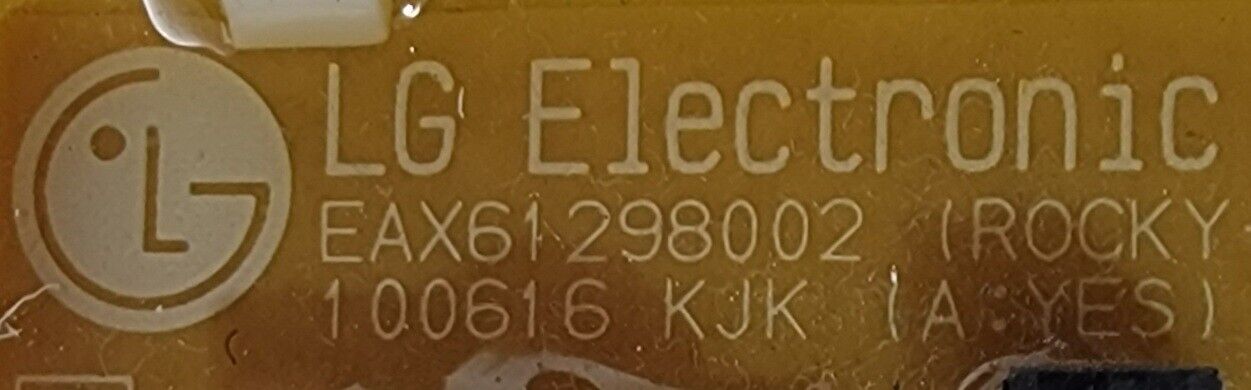 LG Electronic
EAX61298002 (ROCKY
100616 KJK (A:YES)